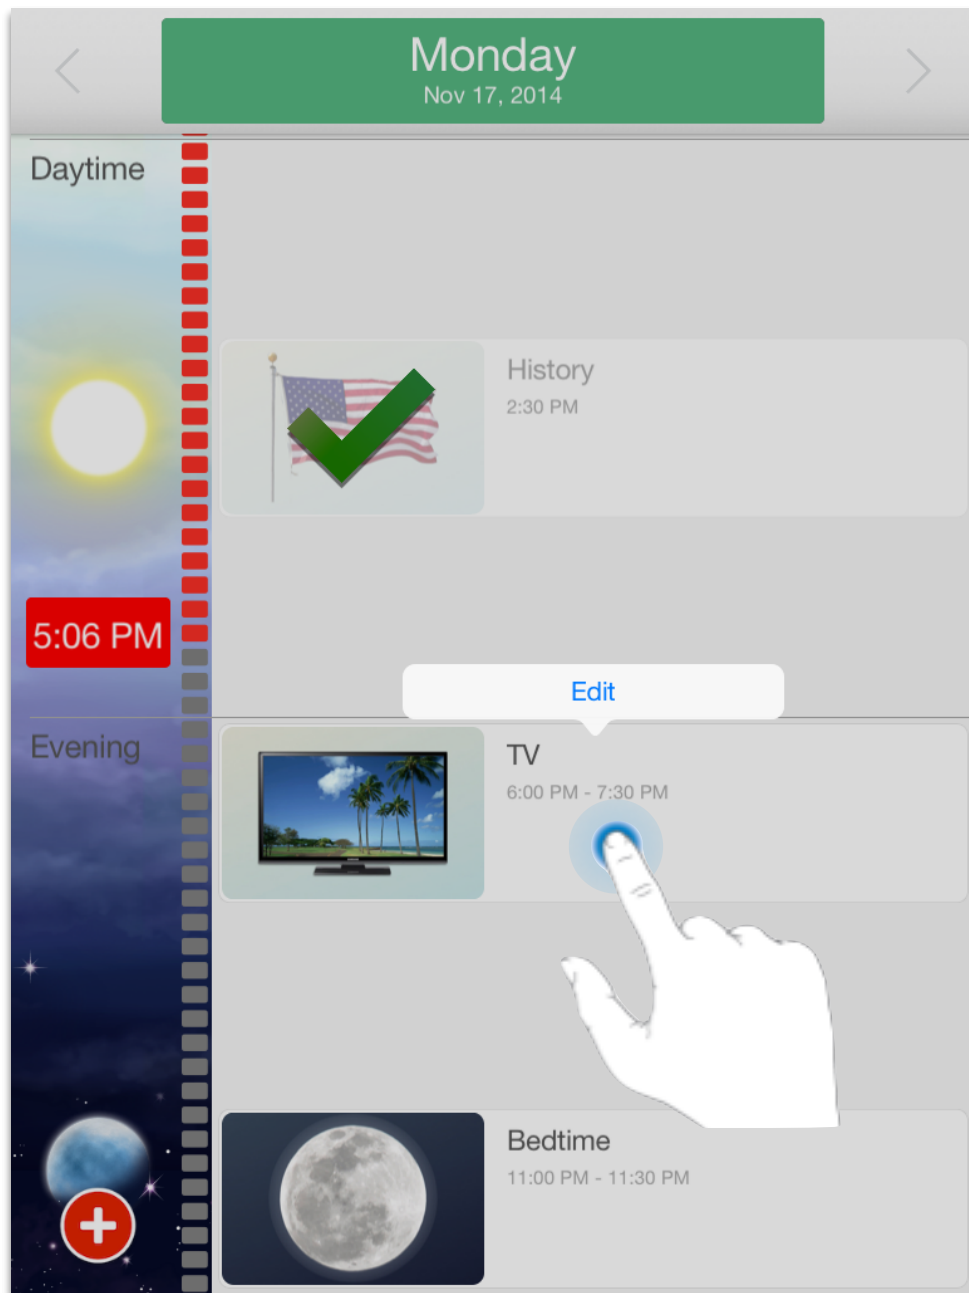 Monday
Nov 17, 2014
Daytime
History
2:30 PM
5:06 PM
Edit
Evening
TV
6:00 PM - 7:30 PM
Bedtime
11:00 PM - 11:30 PM